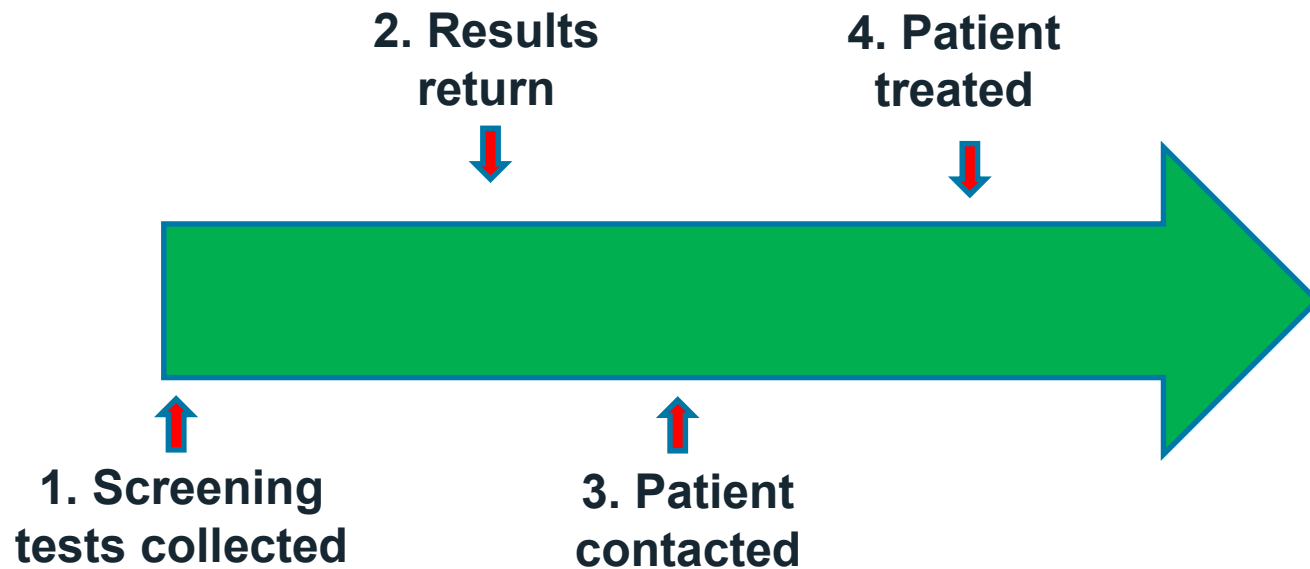 1. Screening
tests collected
2. Results
return
3. Patient
contacted
4. Patient
treated